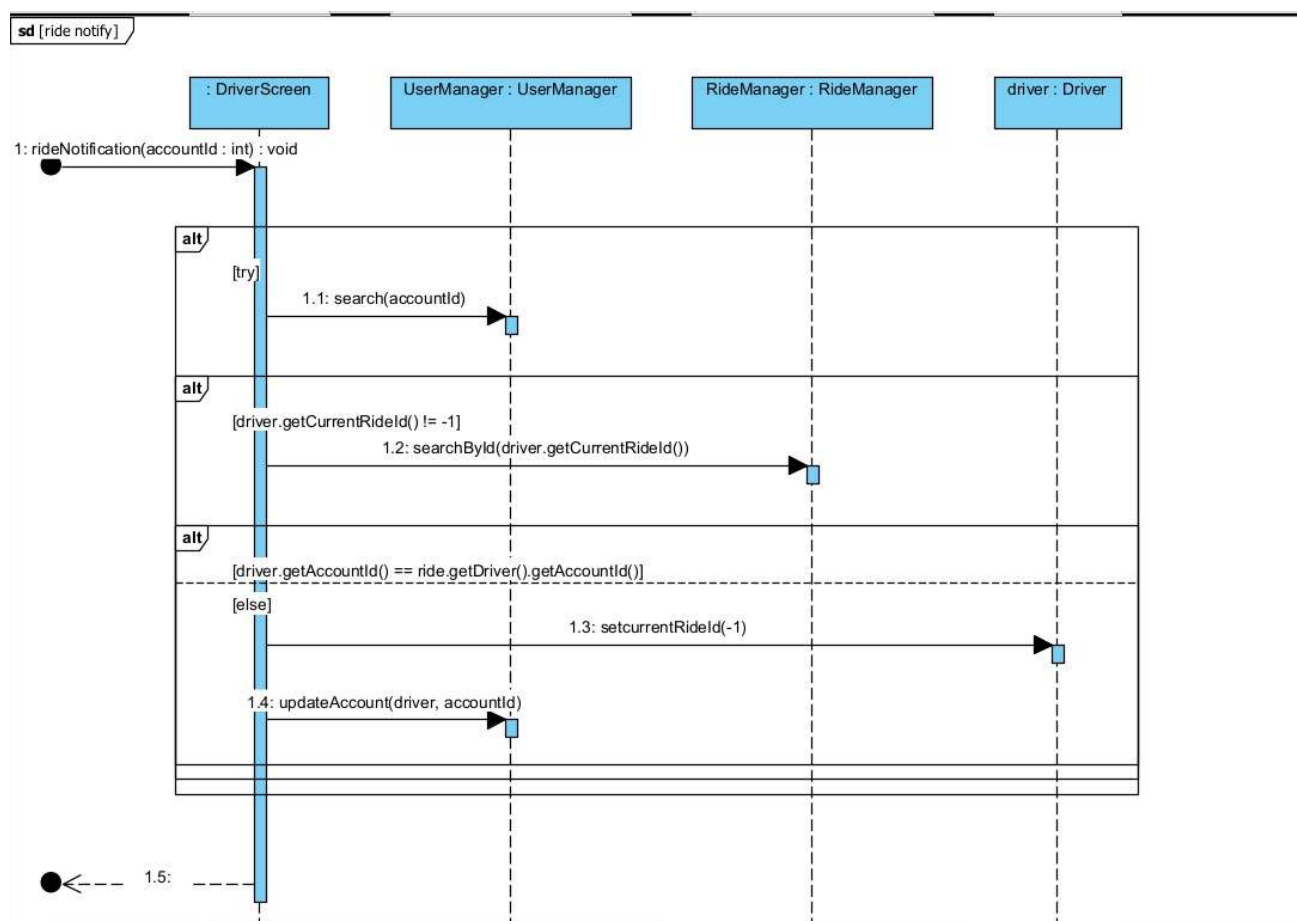 sd [ride notify]
: DriverScreen
UserManager : UserManager
RideManager : RideManager
driver : Driver
1: rideNotification(accountId : int) : void
alt
[try]
1.1: search(accountId)
alt
[driver.getCurrentRideId() != -1]
1.2: searchById(driver.getCurrentRideId())
alt
[driver.getAccountId() == ride.getDriver().getAccountId()]
[else]
1.3: setcurrentRideId(-1)
1.4: updateAccount(driver, accountId)
1.5: